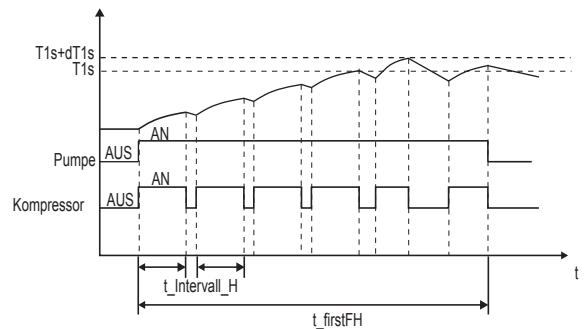 T1s+dT1s
T1s
AN
AUS
Pumpe
AN
AUS
Kompressor
t
t_Intervall_H
t_firstFH